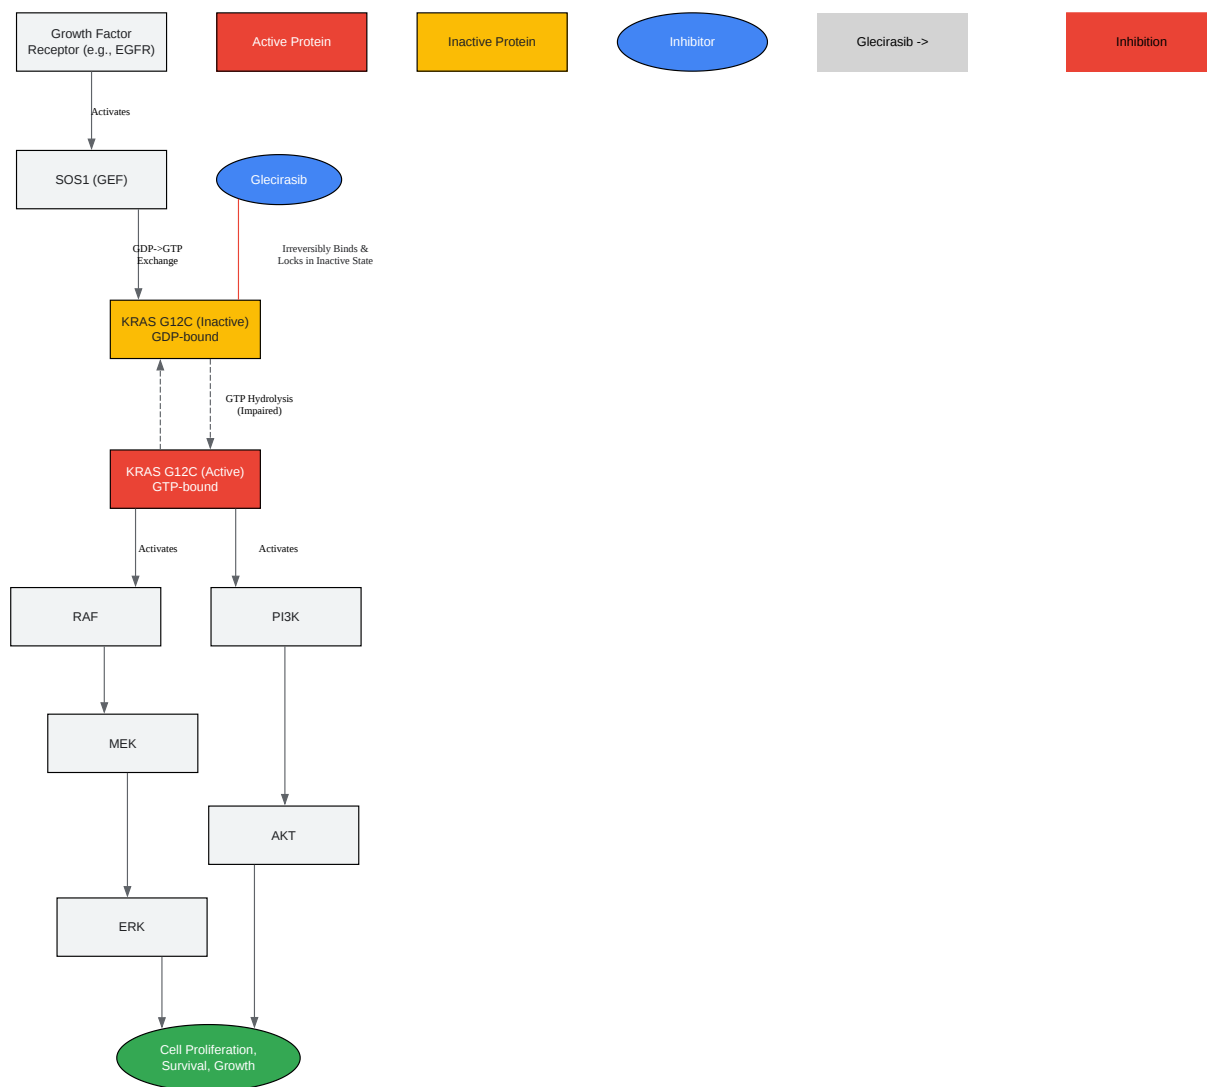 Growth Factor
Receptor (e.g., EGFR)
Active Protein
Inactive Protein
Inhibitor
Glecirasib ->
Inhibition
Activates
SOS1 (GEF)
Glecirasib
GDP->GTP
Exchange
Irreversibly Binds &
Locks in Inactive State
KRAS G12C (Inactive)
GDP-bound
GTP Hydrolysis
(Impaired)
KRAS G12C (Active)
GTP-bound
Activates
Activates
RAF
PI3K
MEK
AKT
ERK
Cell Proliferation,
Survival, Growth